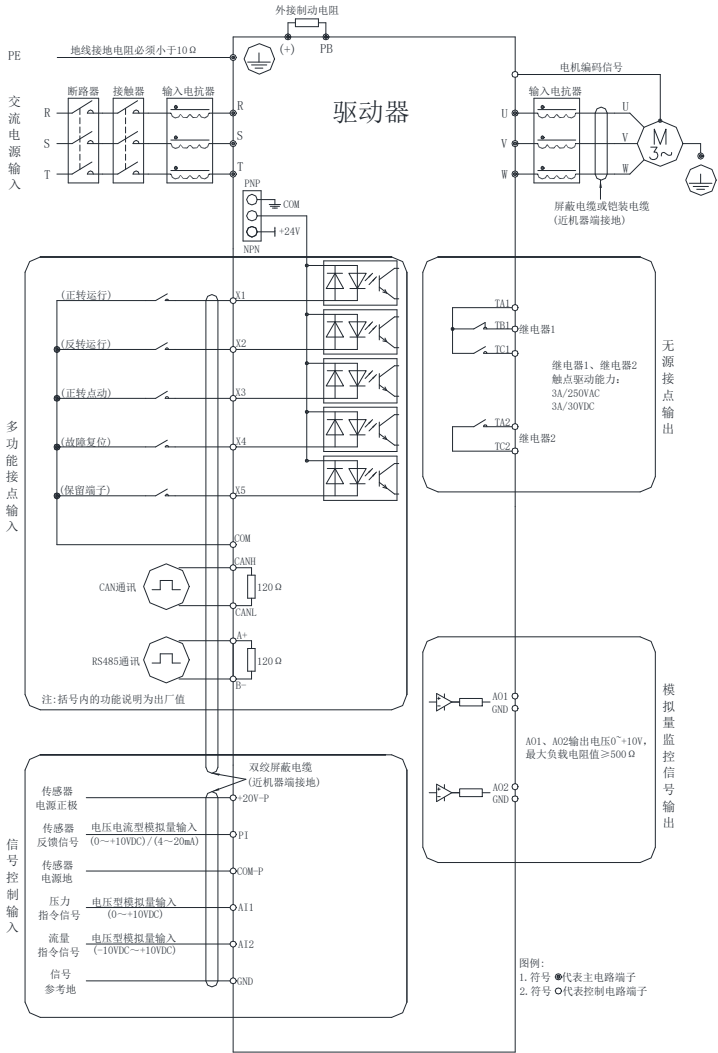 外接制动电阻
(+) PB
PE 地线接地电阻必须小于10Ω
电机编码信号
断路器 接触器 输入电抗器
驱动器
输入电抗器
交流电源输入
R R
S S
T T
U U
V V
W W
M
3~
屏蔽电缆或铠装电缆
(近机器端接地)
PNP
COM
+24V
NPN
多功能接点输入
(正转运行) X1
(反转运行) X2
(正转点动) X3
(故障复位) X4
(保留端子) X5
COM
CANH
CAN通讯 120Ω
CANL
A+
RS485通讯 120Ω
B-
注:括号内的功能说明为出厂值
TA1
TB1 继电器1
TC1
继电器1、继电器2
触点驱动能力:
3A/250VAC
3A/30VDC
TA2
继电器2
TC2
无源接点输出
AO1
GND
AO1、AO2输出电压0~+10V,
最大负载电阻值≥500Ω
AO2
GND
模拟量监控信号输出
信号控制输入
双绞屏蔽电缆
(近机器端接地)
传感器
电源正极
+20V-P
传感器
反馈信号
电压电流型模拟量输入
(0～+10VDC)/(4～20mA)
PI
传感器
电源地
COM-P
压力
指令信号
电压型模拟量输入
(0～+10VDC)
AI1
流量
指令信号
电压型模拟量输入
(-10VDC～+10VDC)
AI2
信号
参考地
GND
图例:
1.符号 代表主电路端子
2.符号 代表控制电路端子